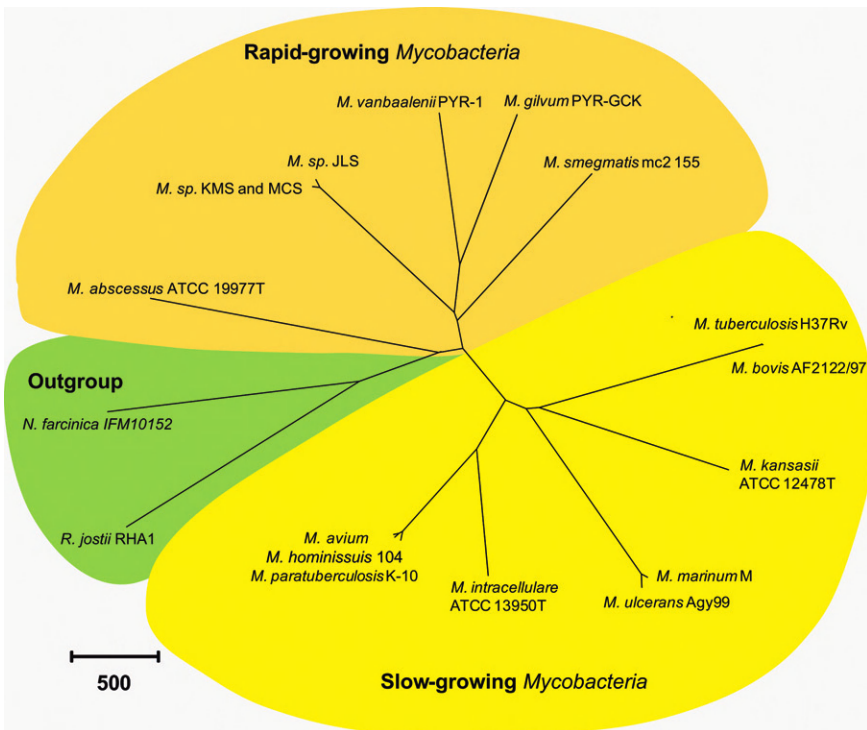 Rapid-growing Mycobacteria
M. vanbaalenii PYR-1
M. gilvum PYR-GCK
M. sp. JLS
M. smegmatis mc2 155
M. sp. KMS and MCS
M. abscessus ATCC 19977T
M. tuberculosis H37Rv
M. bovis AF2122/97
Outgroup
N. farcinica IFM10152
M. kansasii
ATCC 12478T
R. jostii RHA1
M. avium
M. hominissuis 104
M. paratuberculosis K-10
M. intracellulare
ATCC 13950T
M. marinum M
M. ulcerans Agy99
500
Slow-growing Mycobacteria